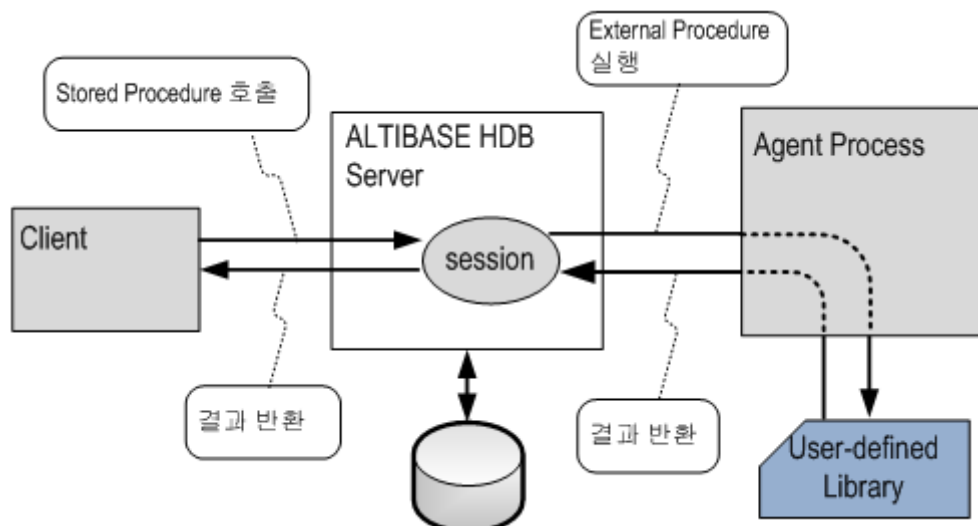 External Procedure
실행
Stored Procedure 호출
ALTIBASE HDB
Server
Agent Process
Client
session
결과 반환
결과 반환
User-defined
Library